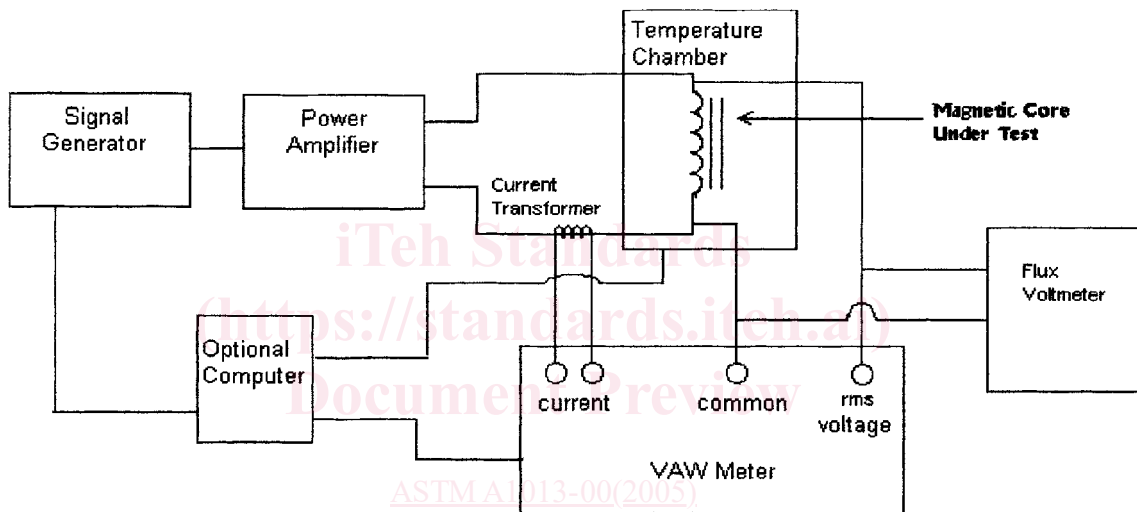 Temperature
Chamber
Signal
Generator
Power
Amplifier
Magnetic Core
Under Test
Current
Transformer
iTeh Standards
Flux
Voltmeter
(https://standards.iteh.ai)
Optional
Computer
Document Preview
current
common
rms
voltage
VAW Meter
ASTM A1013-00(2005)